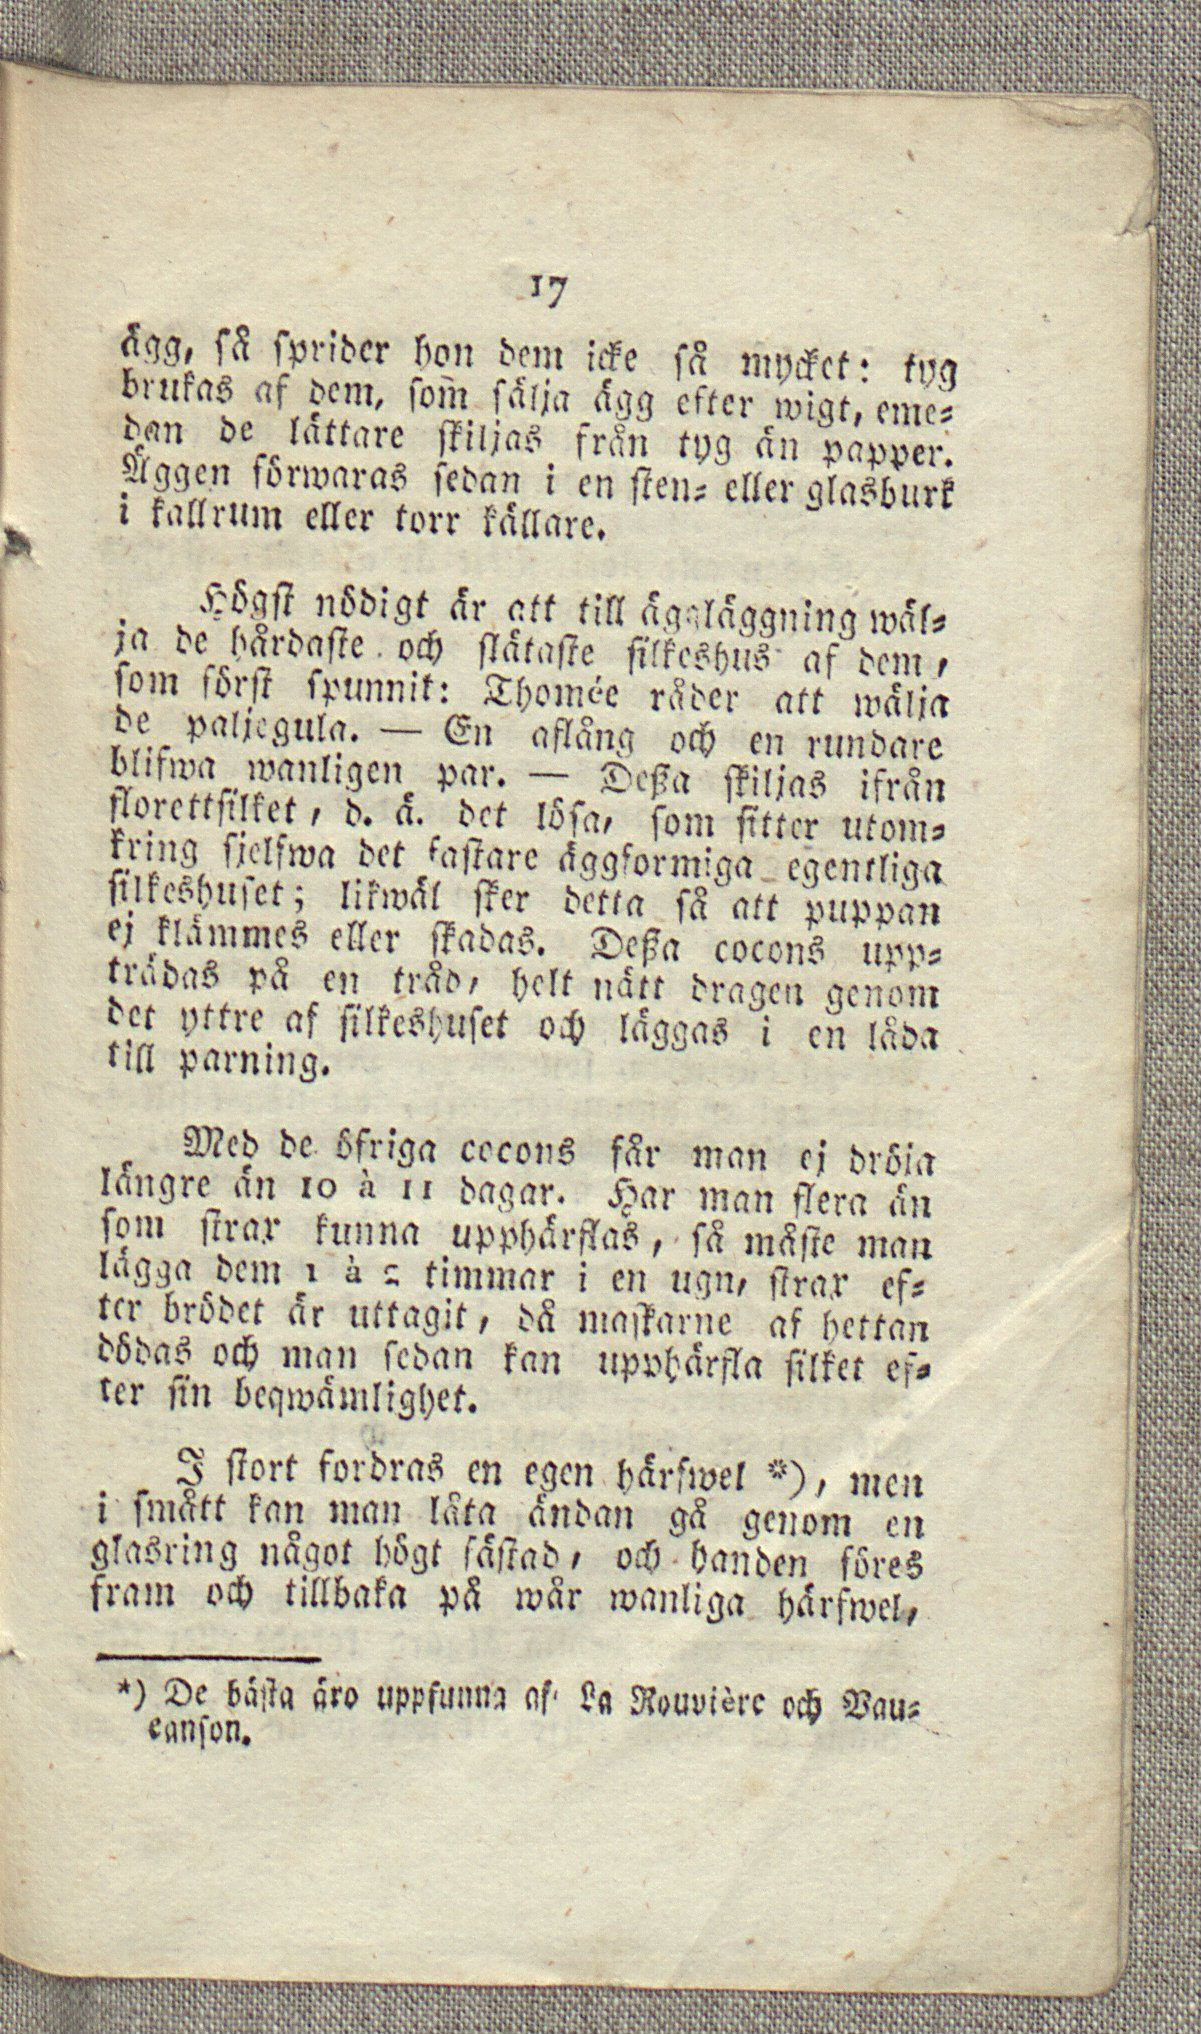 17
ägg, så sprider hon dem icke så mycket: tyg
brukas af dem, som̄ sälja ägg efter wigt, eme-
dan de lättare skiljas från tyg än papper.
Äggen förwaras sedan i en sten- eller glasburk
i kallrum eller torr källare.
Högst nödigt är att till äggläggning wäl-
ja de hårdaste och slätaste silkeshus af dem,
som först spunnit: Thomée råder att wälja
de paljegula. — En aflång och en rundare
blifwa wanligen par. — Deßa skiljas ifrån
florettsilket, d. ä. det lösa, som sitter utom-
kring sjelfwa det fastare äggformiga egentliga
silkeshuset; likwäl sker detta så att puppan
ej klämmes eller skadas. Deßa cocons upp-
trädas på en tråd, helt nätt dragen genom
det yttre af silkeshuset och läggas i en låda
till parning.
Med de öfriga cocons får man ej dröja
längre än 10 à 11 dagar. Har man flera än
som strax kunna upphärflas, så måste man
lägga dem 1 à 2 timmar i en ugn, strax ef-
ter brödet är uttagit, då maskarne af hettan
dödas och man sedan kan upphärfla silket ef-
ter sin beqwämlighet.
I stort fordras en egen härfwel *), men
i smått kan man låta ändan gå genom en
glasring något högt fästad, och handen föres
fram och tillbaka på wår wanliga härfwel,
*) De bästa äro uppfunna af La Rouvière och Vau-
canson.